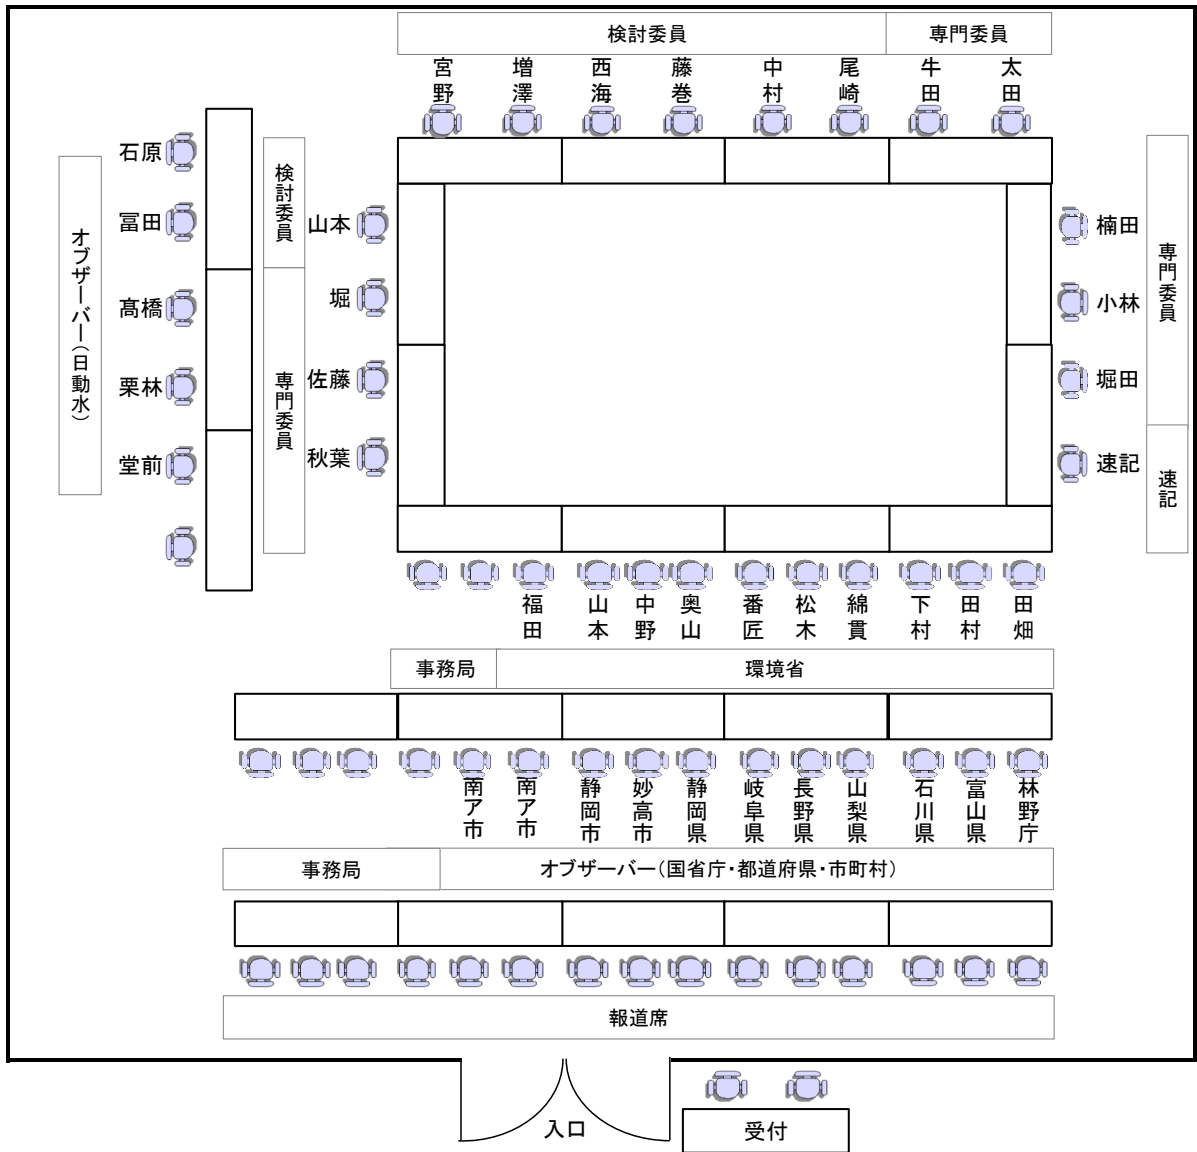 検討委員
専門委員
宮野
増澤
西海
藤巻
中村
尾崎
牛田
太田
オブザーバー（日動水）
石原
冨田
髙橋
栗林
堂前
検討委員
専門委員
山本
堀
佐藤
秋葉
楠田
小林
堀田
速記
専門委員
速記
福田
山本
中野
奥山
番匠
松木
綿貫
下村
田村
田畑
事務局
環境省
南ア市
南ア市
静岡市
妙高市
静岡県
岐阜県
長野県
山梨県
石川県
富山県
林野庁
事務局
オブザーバー（国省庁・都道府県・市町村）
報道席
入口
受付